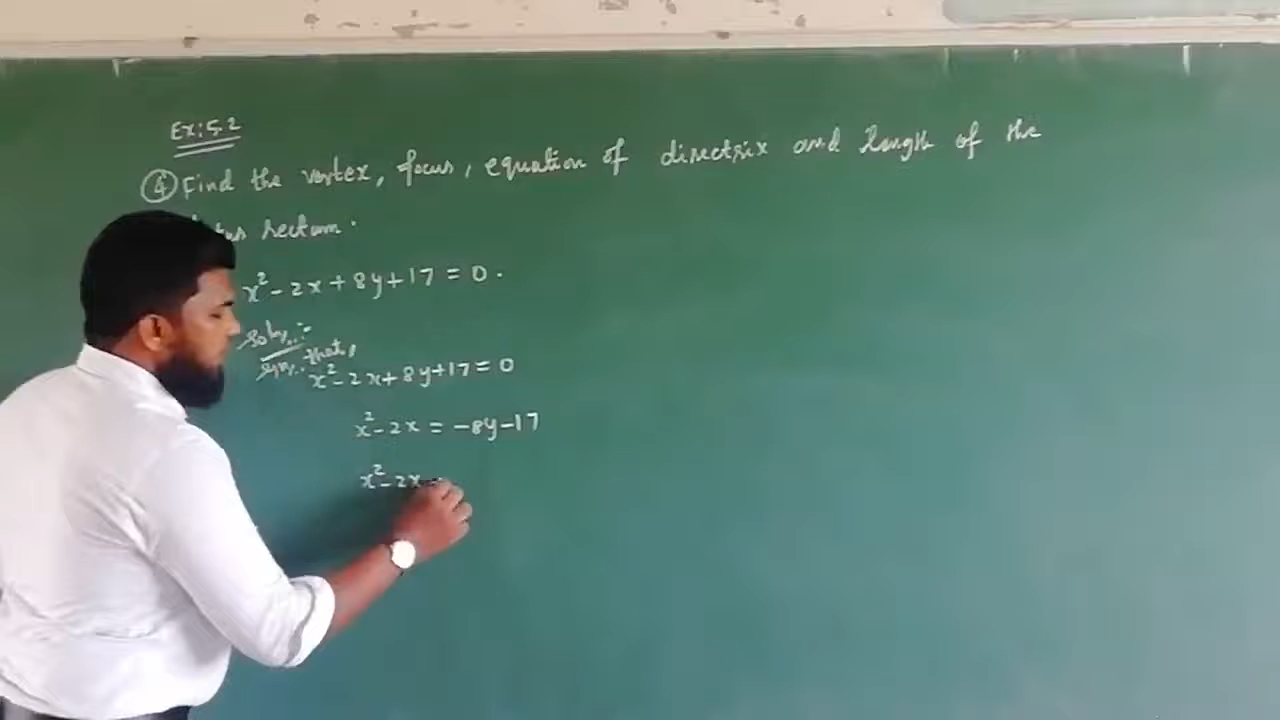 Ex: 5.2
④ Find the vertex, focus, equation of directrix and length of the
rectum.
x² - 2x + 8y + 17 = 0.
Soln:-
that,
x² - 2x + 8y + 17 = 0
x² - 2x = -8y - 17
x² - 2x